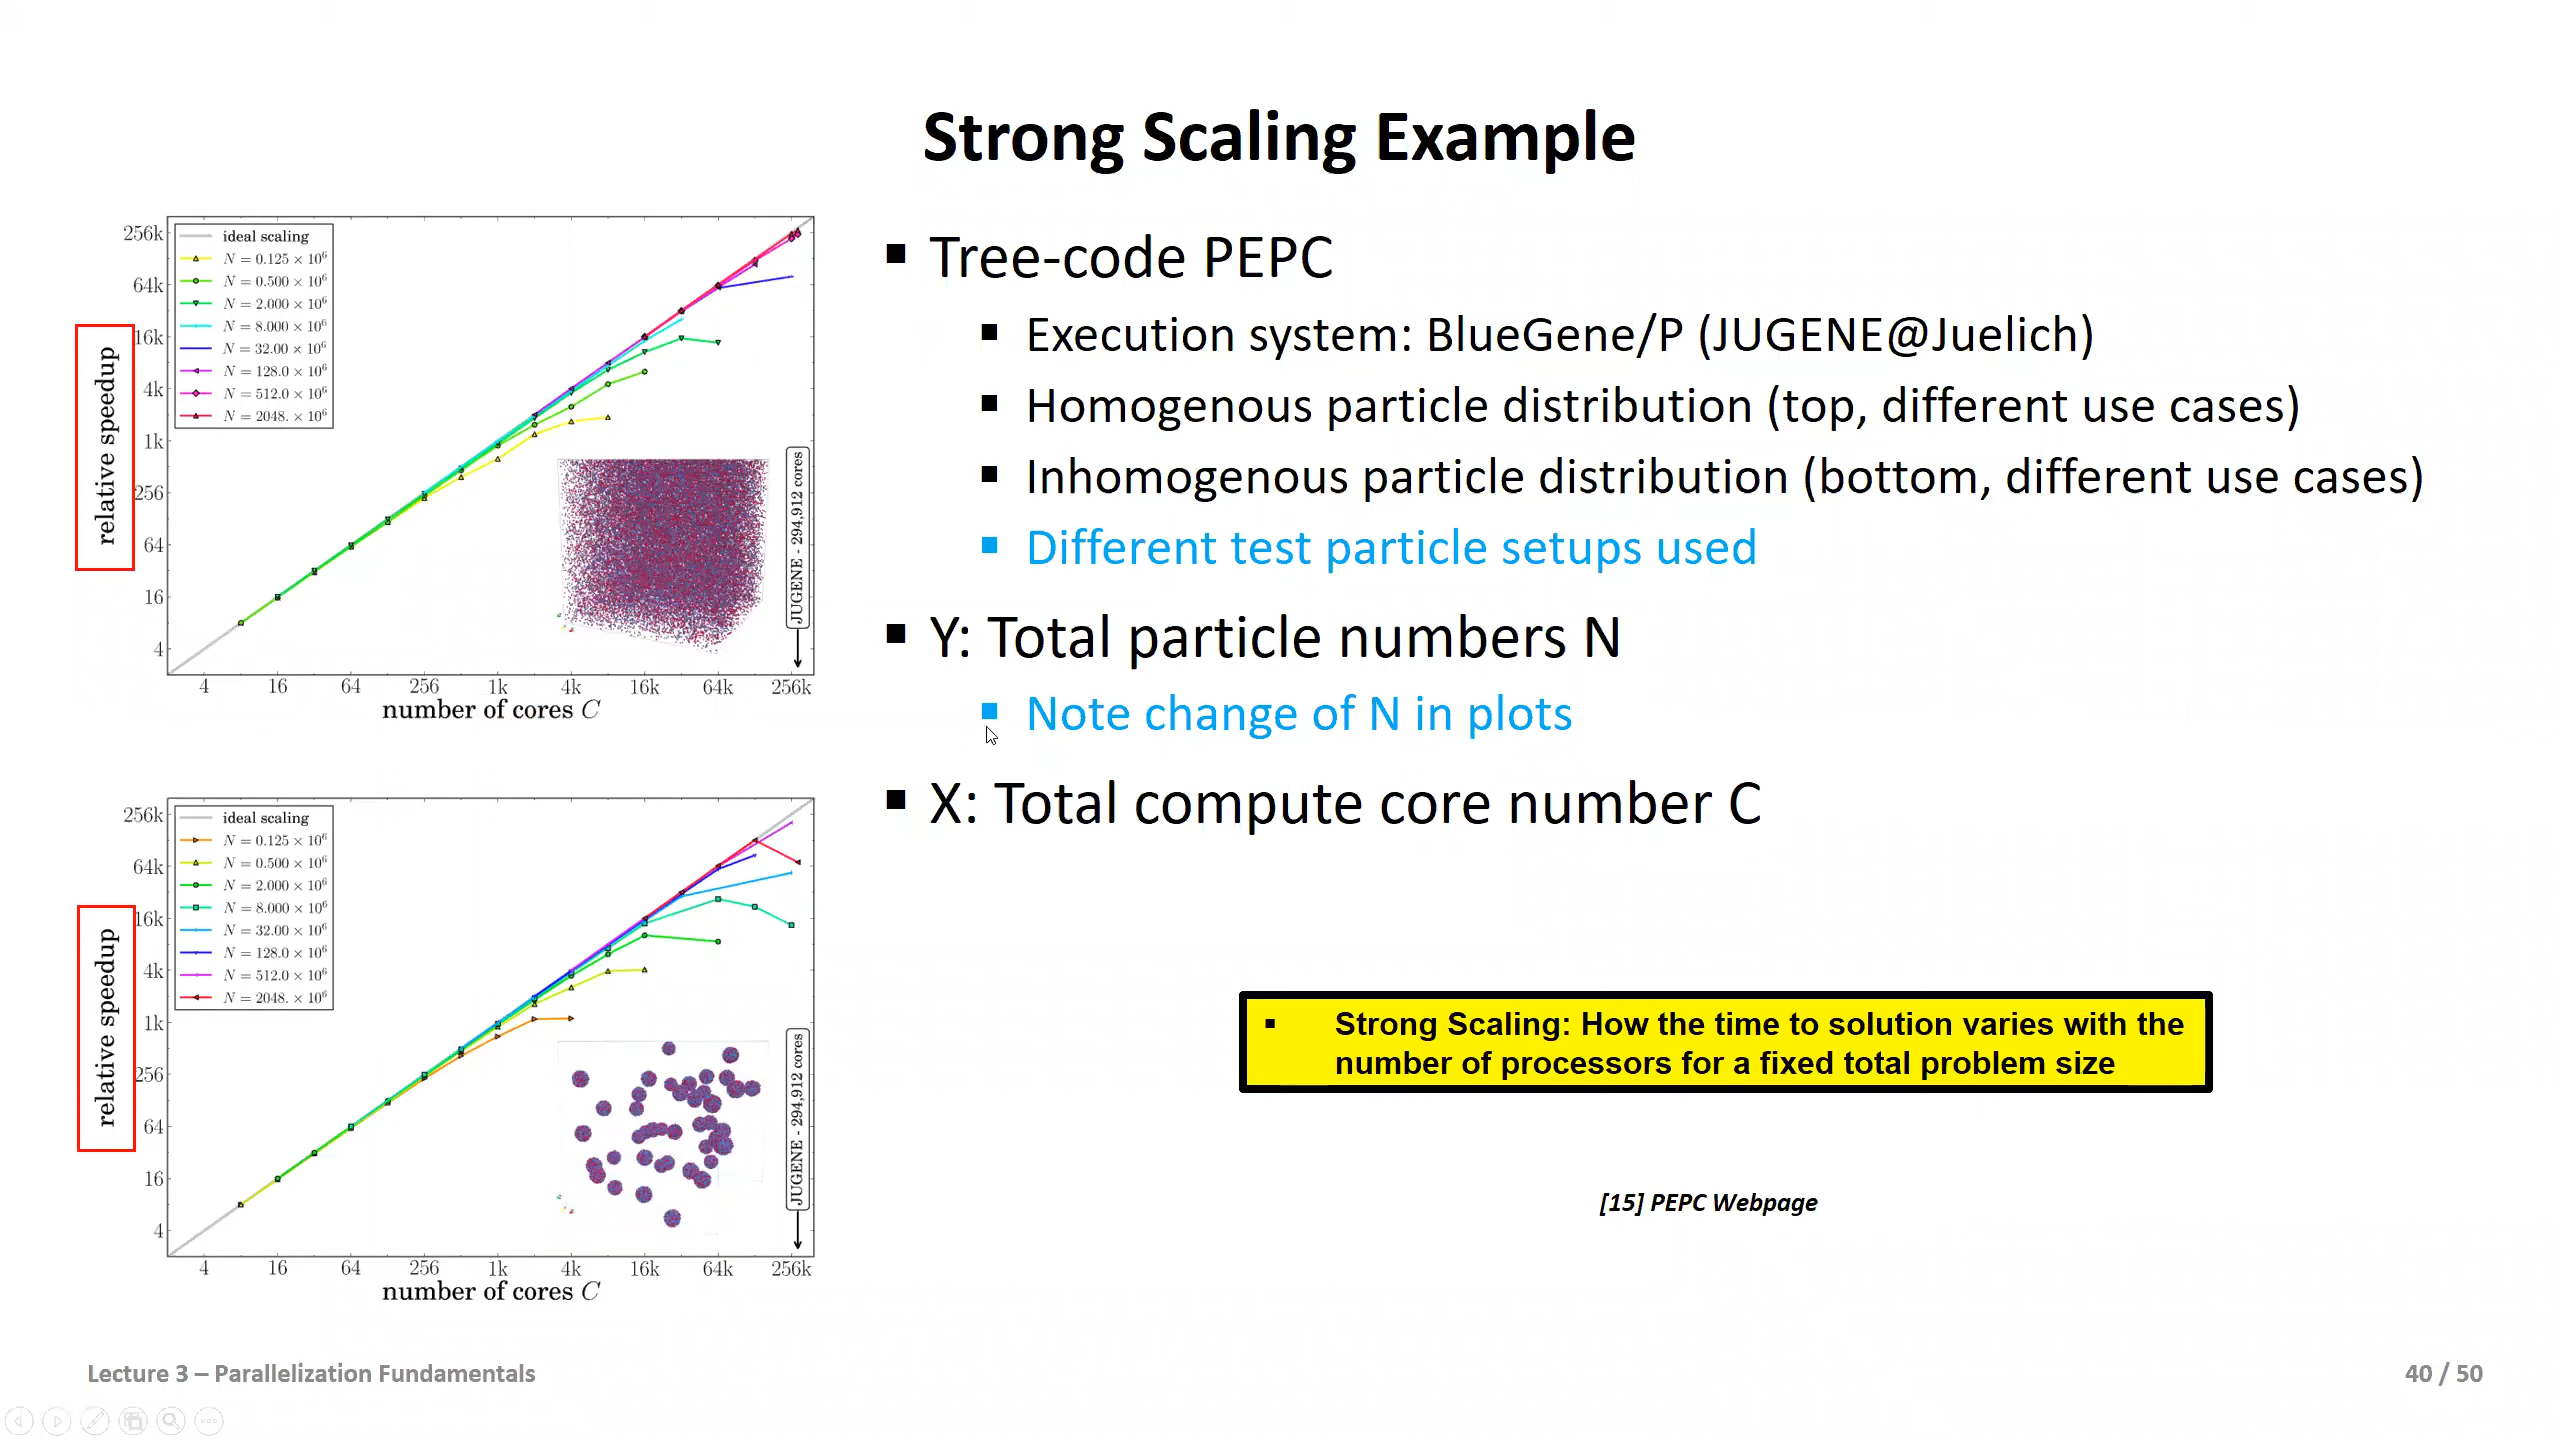 Strong Scaling Example
256k
64k
16k
4k
1k
256
64
16
4
relative speedup
ideal scaling
N = 0.125 × 10⁶
N = 0.500 × 10⁶
N = 2.000 × 10⁶
N = 8.000 × 10⁶
N = 32.00 × 10⁶
N = 128.0 × 10⁶
N = 512.0 × 10⁶
N = 2048. × 10⁶
JUGENE - 294,912 cores
4 16 64 256 1k 4k 16k 64k 256k
number of cores C
256k
64k
16k
4k
1k
256
64
16
4
relative speedup
ideal scaling
N = 0.125 × 10⁶
N = 0.500 × 10⁶
N = 2.000 × 10⁶
N = 8.000 × 10⁶
N = 32.00 × 10⁶
N = 128.0 × 10⁶
N = 512.0 × 10⁶
N = 2048. × 10⁶
JUGENE - 294,912 cores
4 16 64 256 1k 4k 16k 64k 256k
number of cores C
▪ Tree-code PEPC
▪ Execution system: BlueGene/P (JUGENE@Juelich)
▪ Homogenous particle distribution (top, different use cases)
▪ Inhomogenous particle distribution (bottom, different use cases)
▪ Different test particle setups used
▪ Y: Total particle numbers N
▪ Note change of N in plots
▪ X: Total compute core number C
▪ Strong Scaling: How the time to solution varies with the
number of processors for a fixed total problem size
[15] PEPC Webpage
Lecture 3 – Parallelization Fundamentals
40 / 50